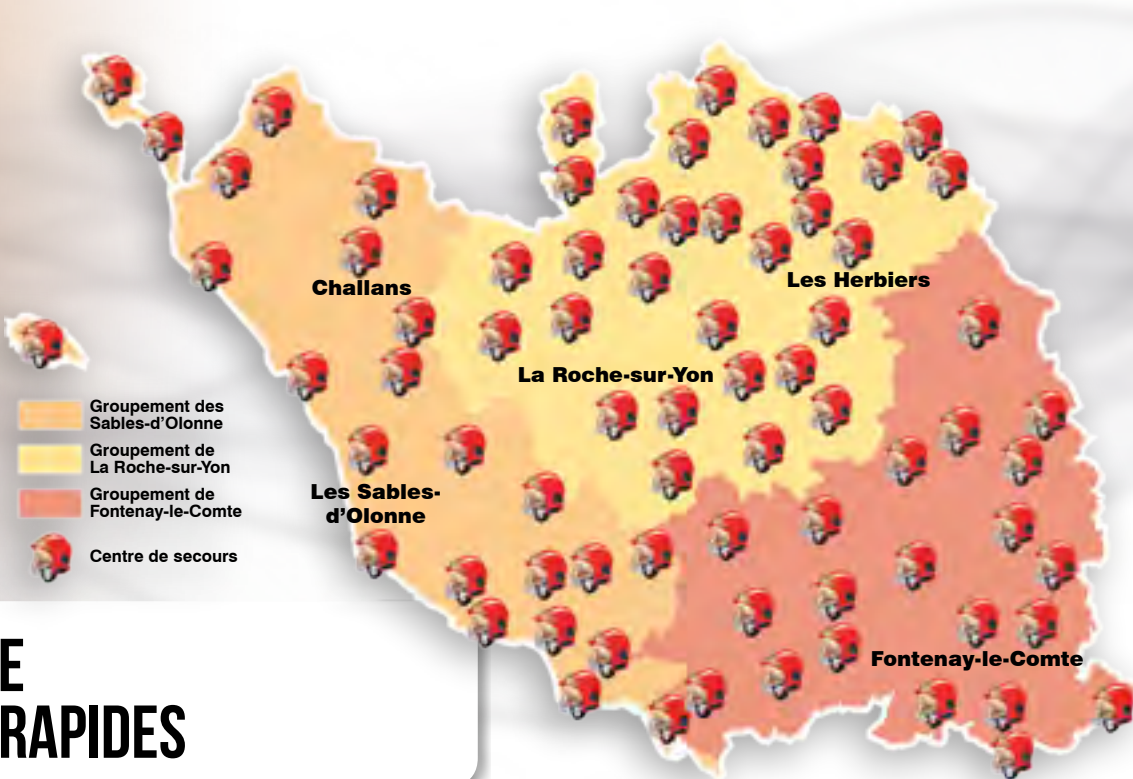 Challans
Les Herbiers
La Roche-sur-Yon
Les Sables-
d'Olonne
Fontenay-le-Comte
Groupement des
Sables-d'Olonne
Groupement de
La Roche-sur-Yon
Groupement de
Fontenay-le-Comte
Centre de secours
E
RAPIDES